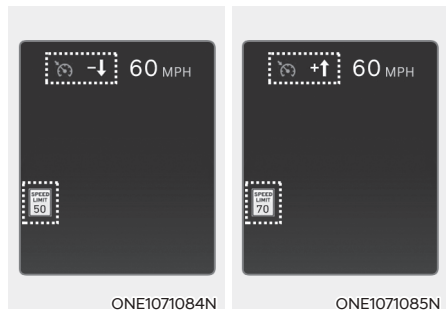 −↓ 60 MPH
SPEED
LIMIT
50
ONE1071084N
+↑ 60 MPH
SPEED
LIMIT
70
ONE1071085N